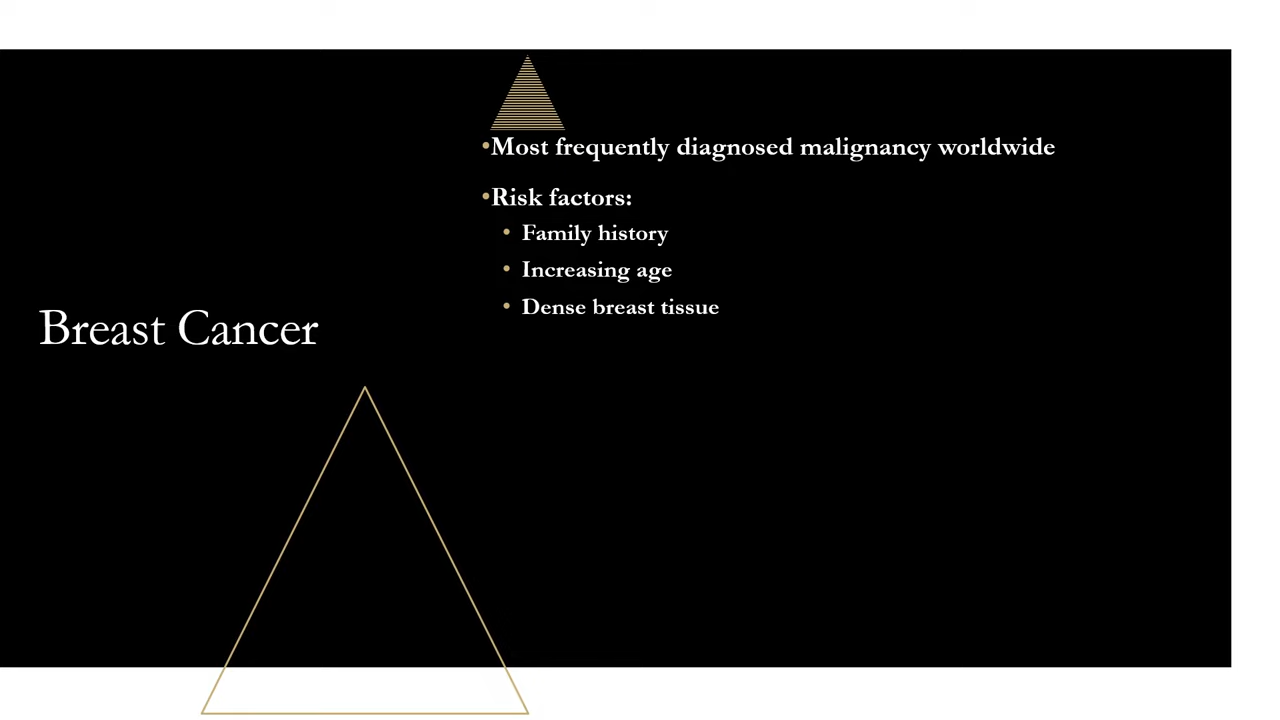 Breast Cancer
•Most frequently diagnosed malignancy worldwide
•Risk factors:
• Family history
• Increasing age
• Dense breast tissue